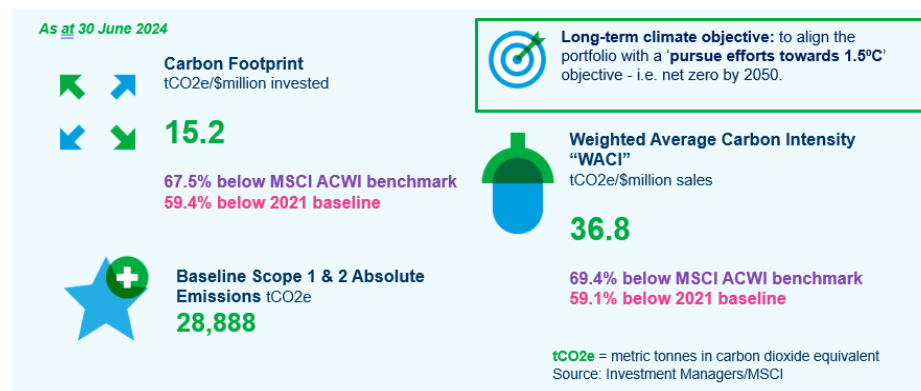 As at 30 June 2024
Carbon Footprint
tCO2e/$million invested
15.2
67.5% below MSCI ACWI benchmark
59.4% below 2021 baseline
Baseline Scope 1 & 2 Absolute
Emissions tCO2e
28,888
Long-term climate objective: to align the
portfolio with a ‘pursue efforts towards 1.5⁰C’
objective - i.e. net zero by 2050.
Weighted Average Carbon Intensity
“WACI”
tCO2e/$million sales
36.8
69.4% below MSCI ACWI benchmark
59.1% below 2021 baseline
tCO2e = metric tonnes in carbon dioxide equivalent
Source: Investment Managers/MSCI